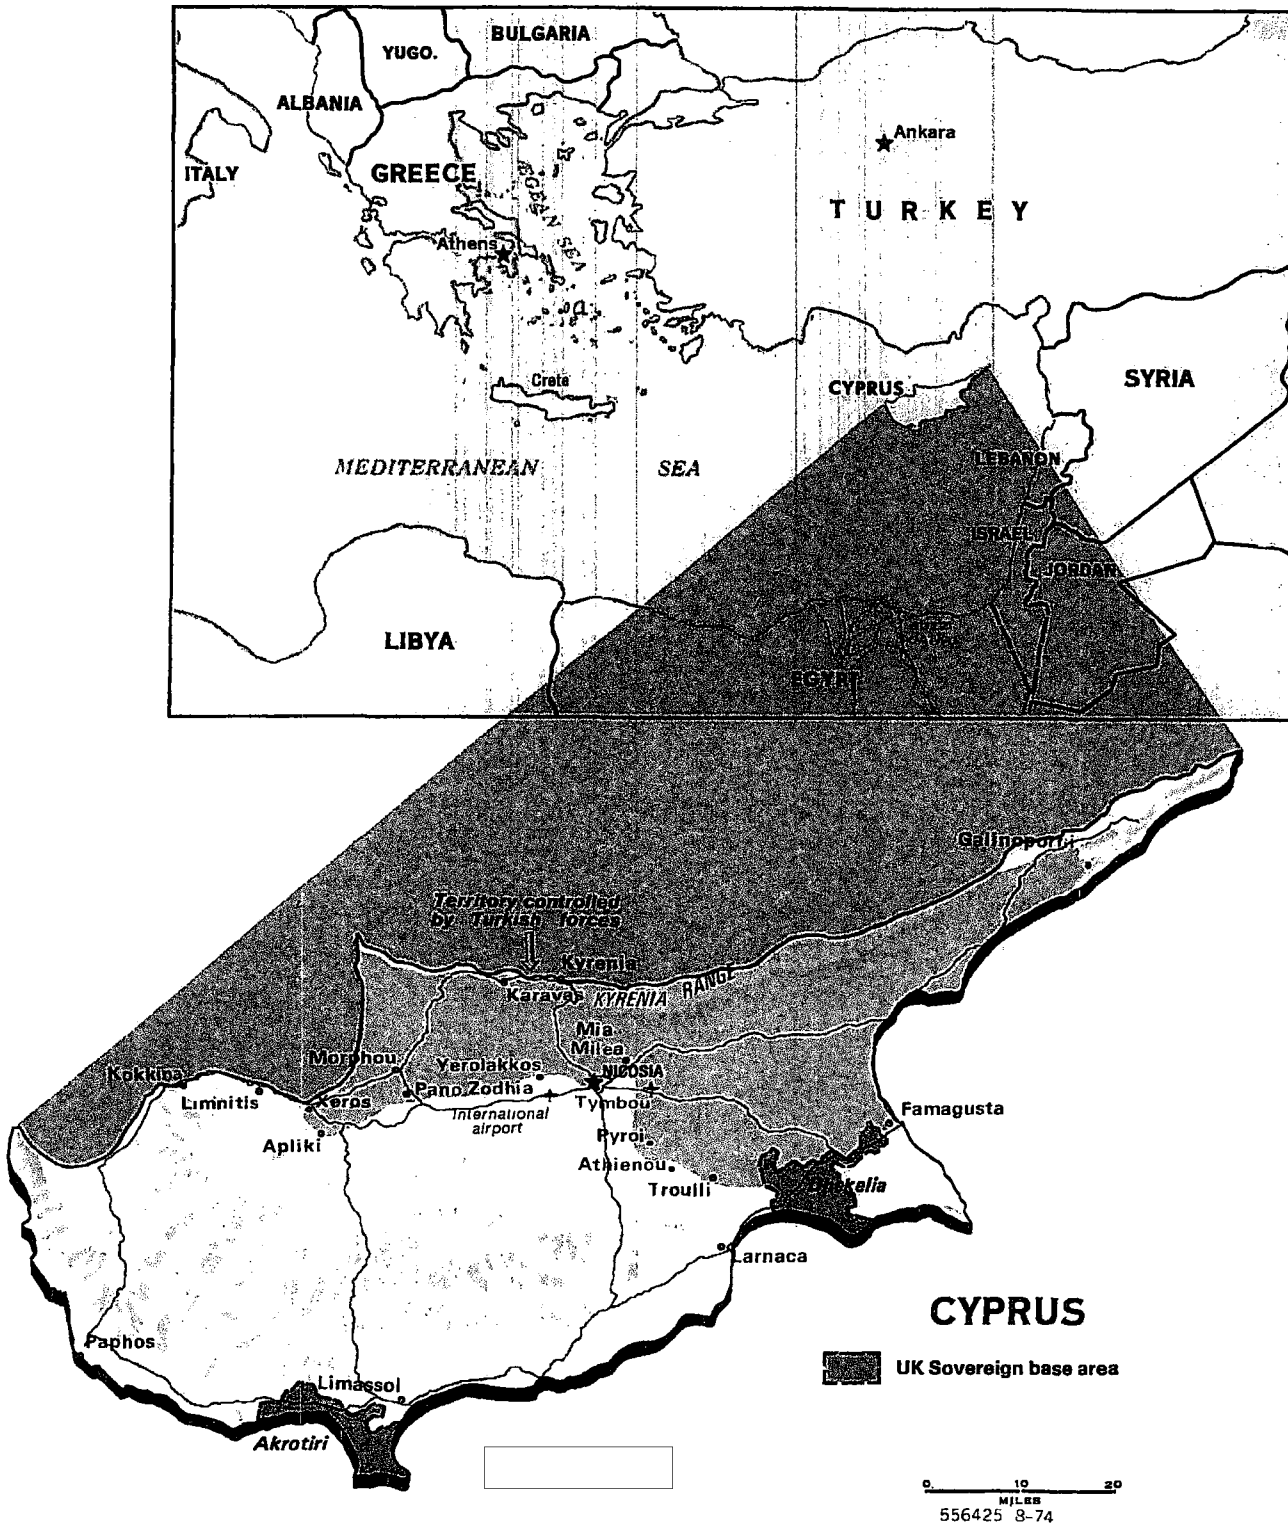 BULGARIA
YUGO.
ALBANIA
ITALY
GREECE
AEGEAN SEA
Athens
Ankara
TURKEY
Crete
CYPRUS
SYRIA
MEDITERRANEAN SEA
LEBANON
ISRAEL
JORDAN
LIBYA
EGYPT
Territory controlled
by Turkish forces
Kyrenia
Karavas
KYRENIA RANGE
Mia
Milea
Morphou
Yerolakkos
NICOSIA
Kokkina
Limnitis
Xeros
Pano Zodhia
Tymbou
International
airport
Famagusta
Apliki
Pyroi
Athienou
Troulli
Dhekelia
Larnaca
CYPRUS
Paphos
UK Sovereign base area
Limassol
Akrotiri
0 10 20
MILES
556425 8-74